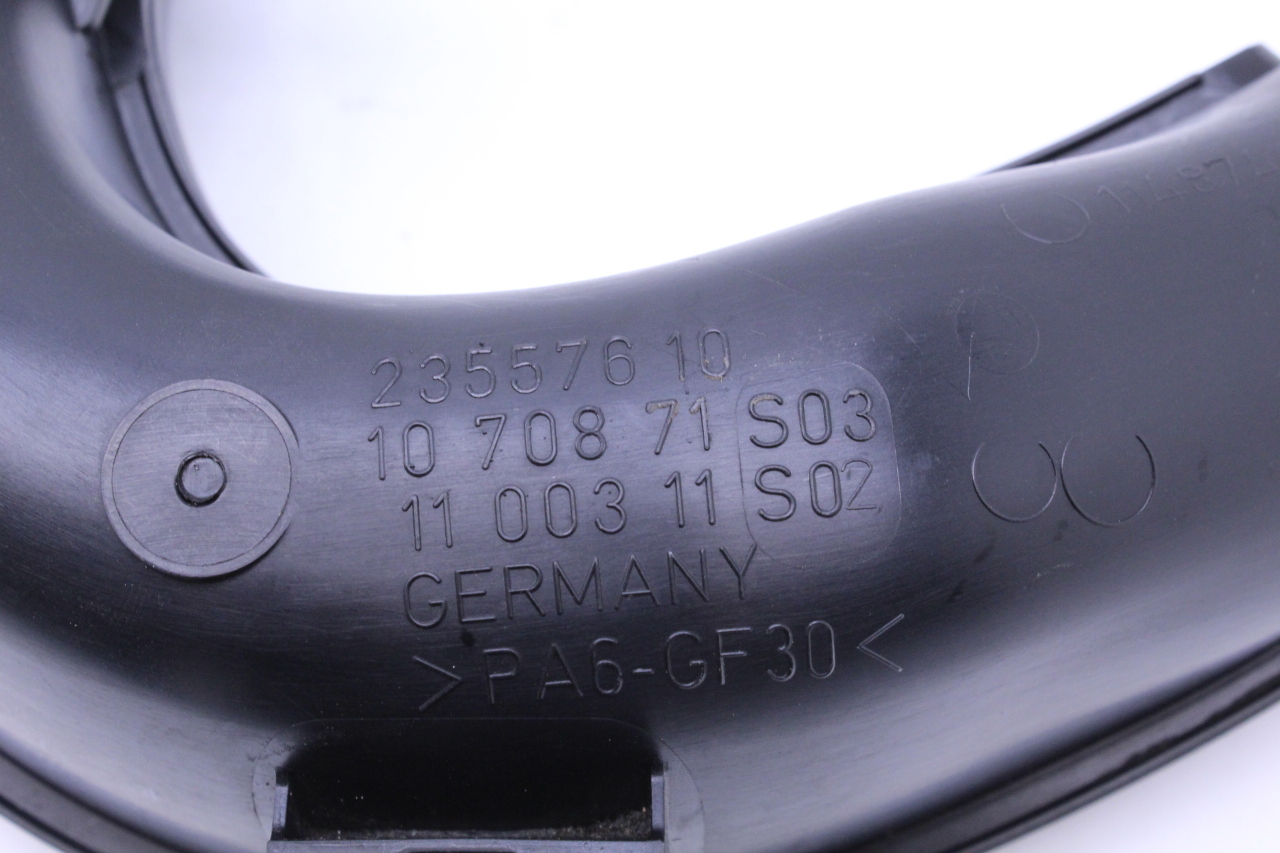 235576 10
10 708 71 S03
11 003 11 S02
GERMANY
>PA6-GF30<